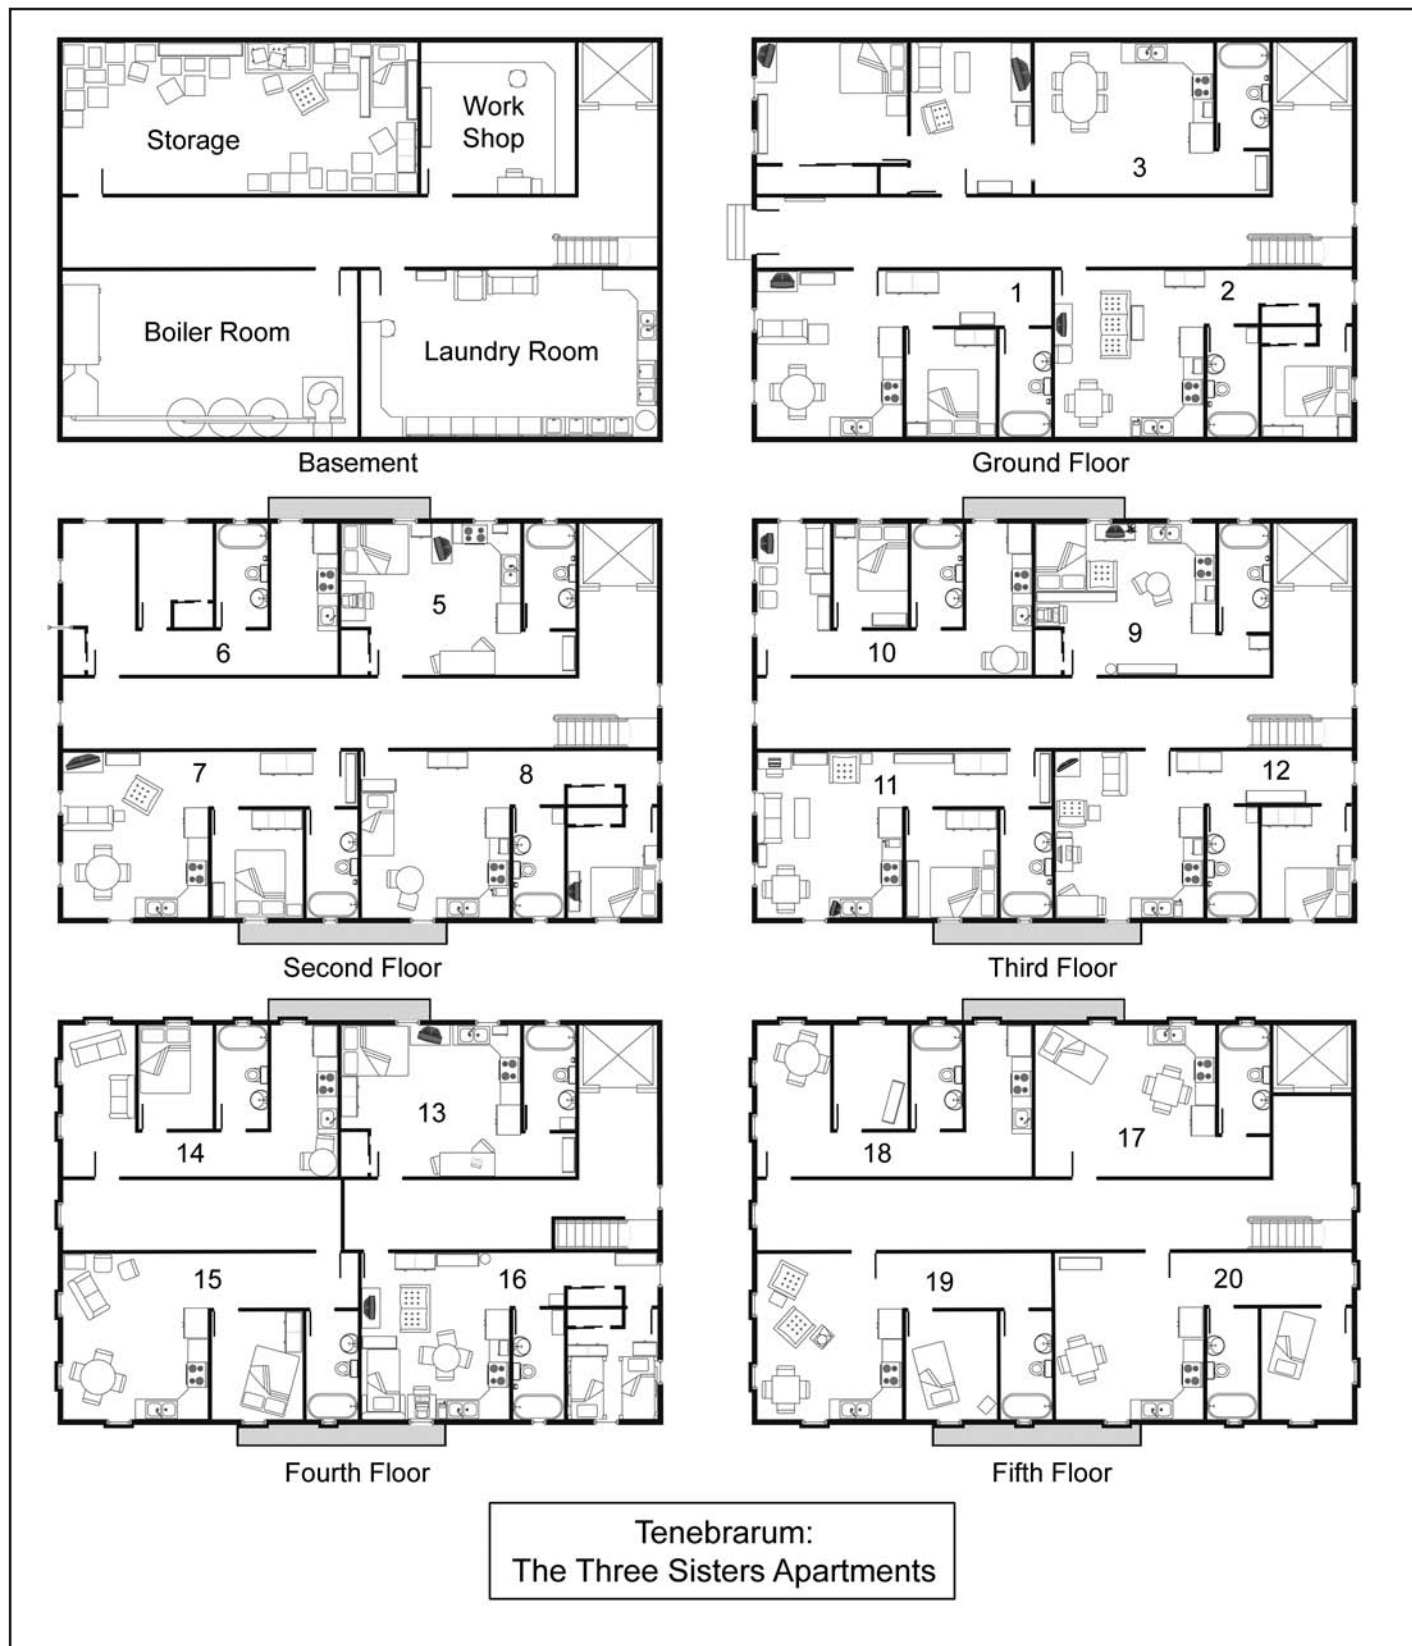 Storage
Work
Shop
Boiler Room
Laundry Room
Basement
3
1
2
Ground Floor
5
6
7
8
Second Floor
9
10
11
12
Third Floor
13
14
15
16
Fourth Floor
17
18
19
20
Fifth Floor
Tenebrarum:
The Three Sisters Apartments